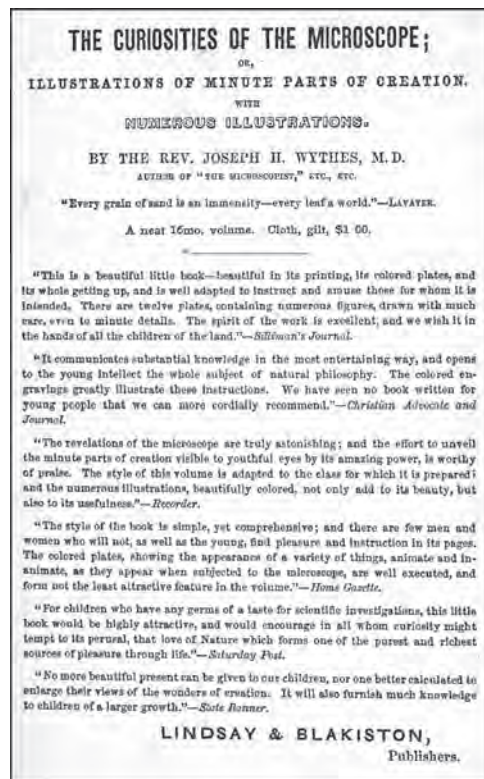 THE CURIOSITIES OF THE MICROSCOPE;
OR,
ILLUSTRATIONS OF MINUTE PARTS OF CREATION.
WITH
NUMEROUS ILLUSTRATIONS.
BY THE REV. JOSEPH H. WYTHES, M.D.
AUTHOR OF "THE MICROSCOPIST," ETC., ETC.
"Every grain of sand is an immensity—every leaf a world."—LAVATER.
A neat 16mo. volume. Cloth, gilt, $1 00.
"This is a beautiful little book—beautiful in its printing, its colored plates, and
its whole getting up, and is well adapted to instruct and amuse those for whom it is
intended. There are twelve plates, containing numerous figures, drawn with much
care, even to minute details. The spirit of the work is excellent, and we wish it in
the hands of all the children of the land."—Silliman's Journal.
"It communicates substantial knowledge in the most entertaining way, and opens
to the young intellect the whole subject of natural philosophy. The colored en-
gravings greatly illustrate these instructions. We have seen no book written for
young people that we can more cordially recommend."—Christian Advocate and
Journal.
"The revelations of the microscope are truly astonishing; and the effort to unveil
the minute parts of creation visible to youthful eyes by its amazing power, is worthy
of praise. The style of this volume is adapted to the class for which it is prepared;
and the numerous illustrations, beautifully colored, not only add to its beauty, but
also to its usefulness."—Recorder.
"The style of the book is simple, yet comprehensive; and there are few men and
women who will not, as well as the young, find pleasure and instruction in its pages.
The colored plates, showing the appearance of a variety of things, animate and in-
animate, as they appear when subjected to the microscope, are well executed, and
form not the least attractive feature in the volume."—Home Gazette.
"For children who have any germs of a taste for scientific investigations, this little
book would be highly attractive, and would encourage in all whom curiosity might
tempt to its perusal, that love of Nature which forms one of the purest and richest
sources of pleasure through life."—Saturday Post.
"No more beautiful present can be given to our children, nor one better calculated to
enlarge their views of the wonders of creation. It will also furnish much knowledge
to children of a larger growth."—State Banner.
LINDSAY & BLAKISTON,
Publishers.